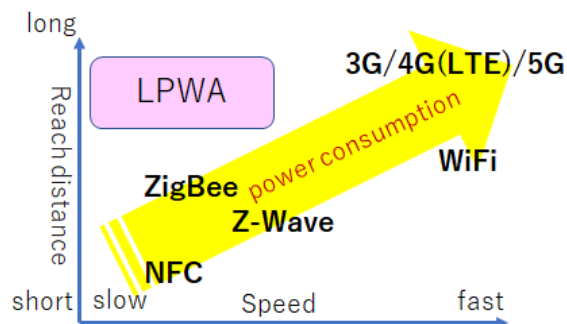 long
3G/4G(LTE)/5G
LPWA
Reach distance
power consumption
WiFi
ZigBee
Z-Wave
NFC
short
slow
Speed
fast